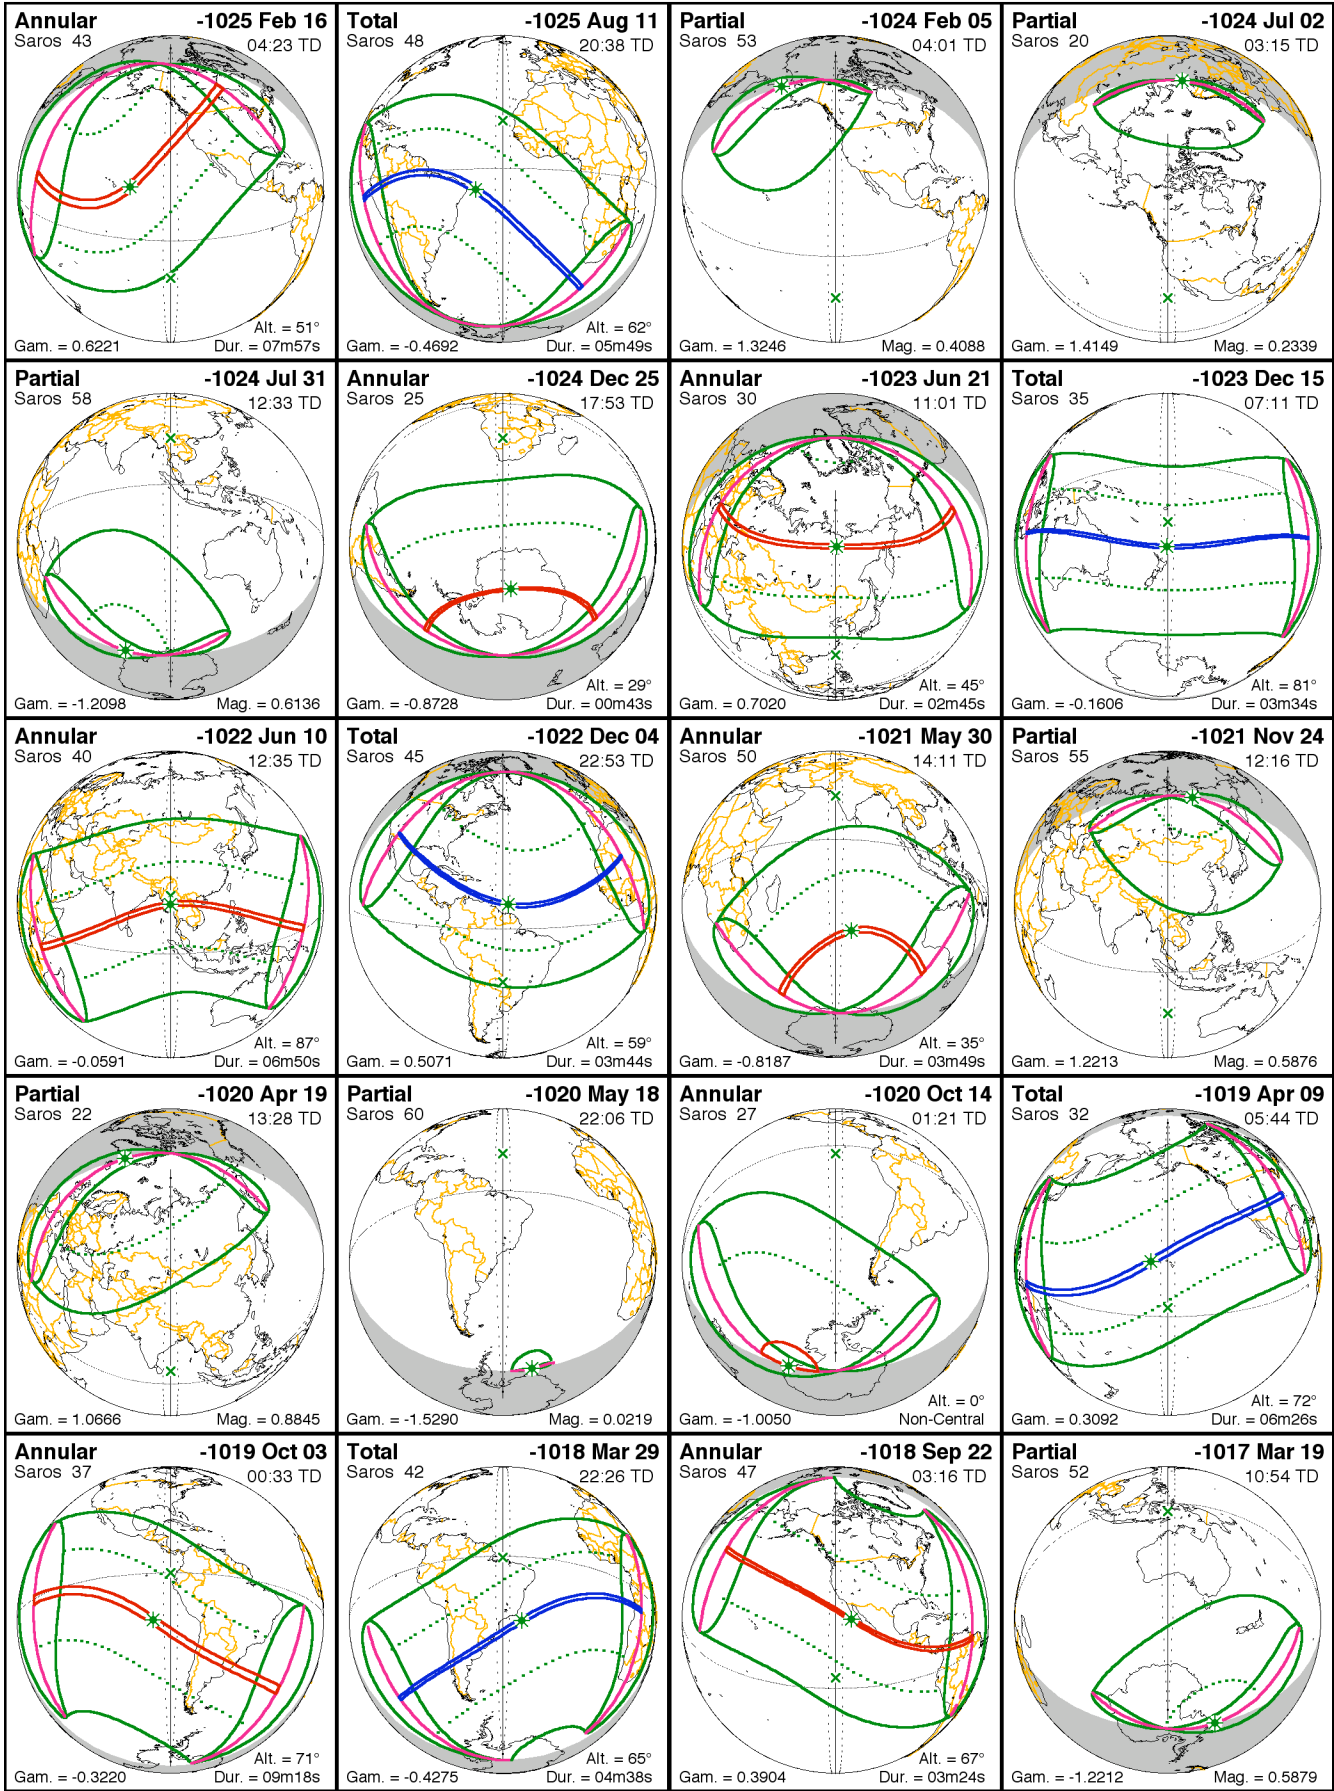 Annular -1025 Feb 16
Saros 43 04:23 TD
Alt. = 51°
Gam. = 0.6221 Dur. = 07m57s
Total -1025 Aug 11
Saros 48 20:38 TD
Alt. = 62°
Gam. = -0.4692 Dur. = 05m49s
Partial -1024 Feb 05
Saros 53 04:01 TD
Gam. = 1.3246 Mag. = 0.4088
Partial -1024 Jul 02
Saros 20 03:15 TD
Gam. = 1.4149 Mag. = 0.2339
Partial -1024 Jul 31
Saros 58 12:33 TD
Gam. = -1.2098 Mag. = 0.6136
Annular -1024 Dec 25
Saros 25 17:53 TD
Alt. = 29°
Gam. = -0.8728 Dur. = 00m43s
Annular -1023 Jun 21
Saros 30 11:01 TD
Alt. = 45°
Gam. = 0.7020 Dur. = 02m45s
Total -1023 Dec 15
Saros 35 07:11 TD
Alt. = 81°
Gam. = -0.1606 Dur. = 03m34s
Annular -1022 Jun 10
Saros 40 12:35 TD
Alt. = 87°
Gam. = -0.0591 Dur. = 06m50s
Total -1022 Dec 04
Saros 45 22:53 TD
Alt. = 59°
Gam. = 0.5071 Dur. = 03m44s
Annular -1021 May 30
Saros 50 14:11 TD
Alt. = 35°
Gam. = -0.8187 Dur. = 03m49s
Partial -1021 Nov 24
Saros 55 12:16 TD
Gam. = 1.2213 Mag. = 0.5876
Partial -1020 Apr 19
Saros 22 13:28 TD
Gam. = 1.0666 Mag. = 0.8845
Partial -1020 May 18
Saros 60 22:06 TD
Gam. = -1.5290 Mag. = 0.0219
Annular -1020 Oct 14
Saros 27 01:21 TD
Alt. = 0°
Gam. = -1.0050 Non-Central
Total -1019 Apr 09
Saros 32 05:44 TD
Alt. = 72°
Gam. = 0.3092 Dur. = 06m26s
Annular -1019 Oct 03
Saros 37 00:33 TD
Alt. = 71°
Gam. = -0.3220 Dur. = 09m18s
Total -1018 Mar 29
Saros 42 22:26 TD
Alt. = 65°
Gam. = -0.4275 Dur. = 04m38s
Annular -1018 Sep 22
Saros 47 03:16 TD
Alt. = 67°
Gam. = 0.3904 Dur. = 03m24s
Partial -1017 Mar 19
Saros 52 10:54 TD
Gam. = -1.2212 Mag. = 0.5879